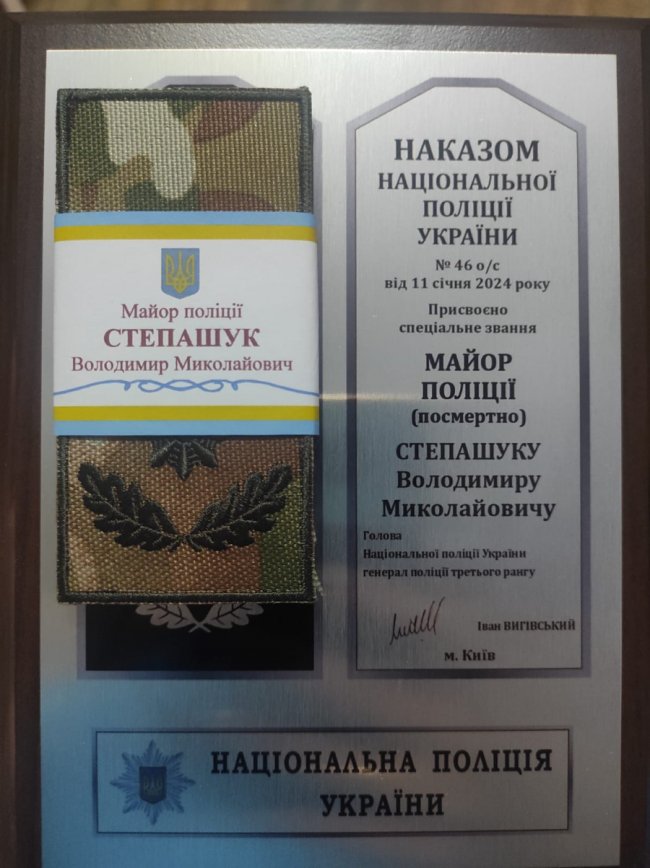 Майор поліції
СТЕПАШУК
Володимир Миколайович
НАКАЗОМ
НАЦІОНАЛЬНОЇ
ПОЛІЦІЇ
УКРАЇНИ
№ 46 о/с
від 11 січня 2024 року
Присвоєно
спеціальне звання
МАЙОР
ПОЛІЦІЇ
(посмертно)
СТЕПАШУКУ
Володимиру
Миколайовичу
Голова
Національної поліції України
генерал поліції третього рангу
Іван ВИГІВСЬКИЙ
м. Київ
НАЦІОНАЛЬНА ПОЛІЦІЯ
УКРАЇНИ